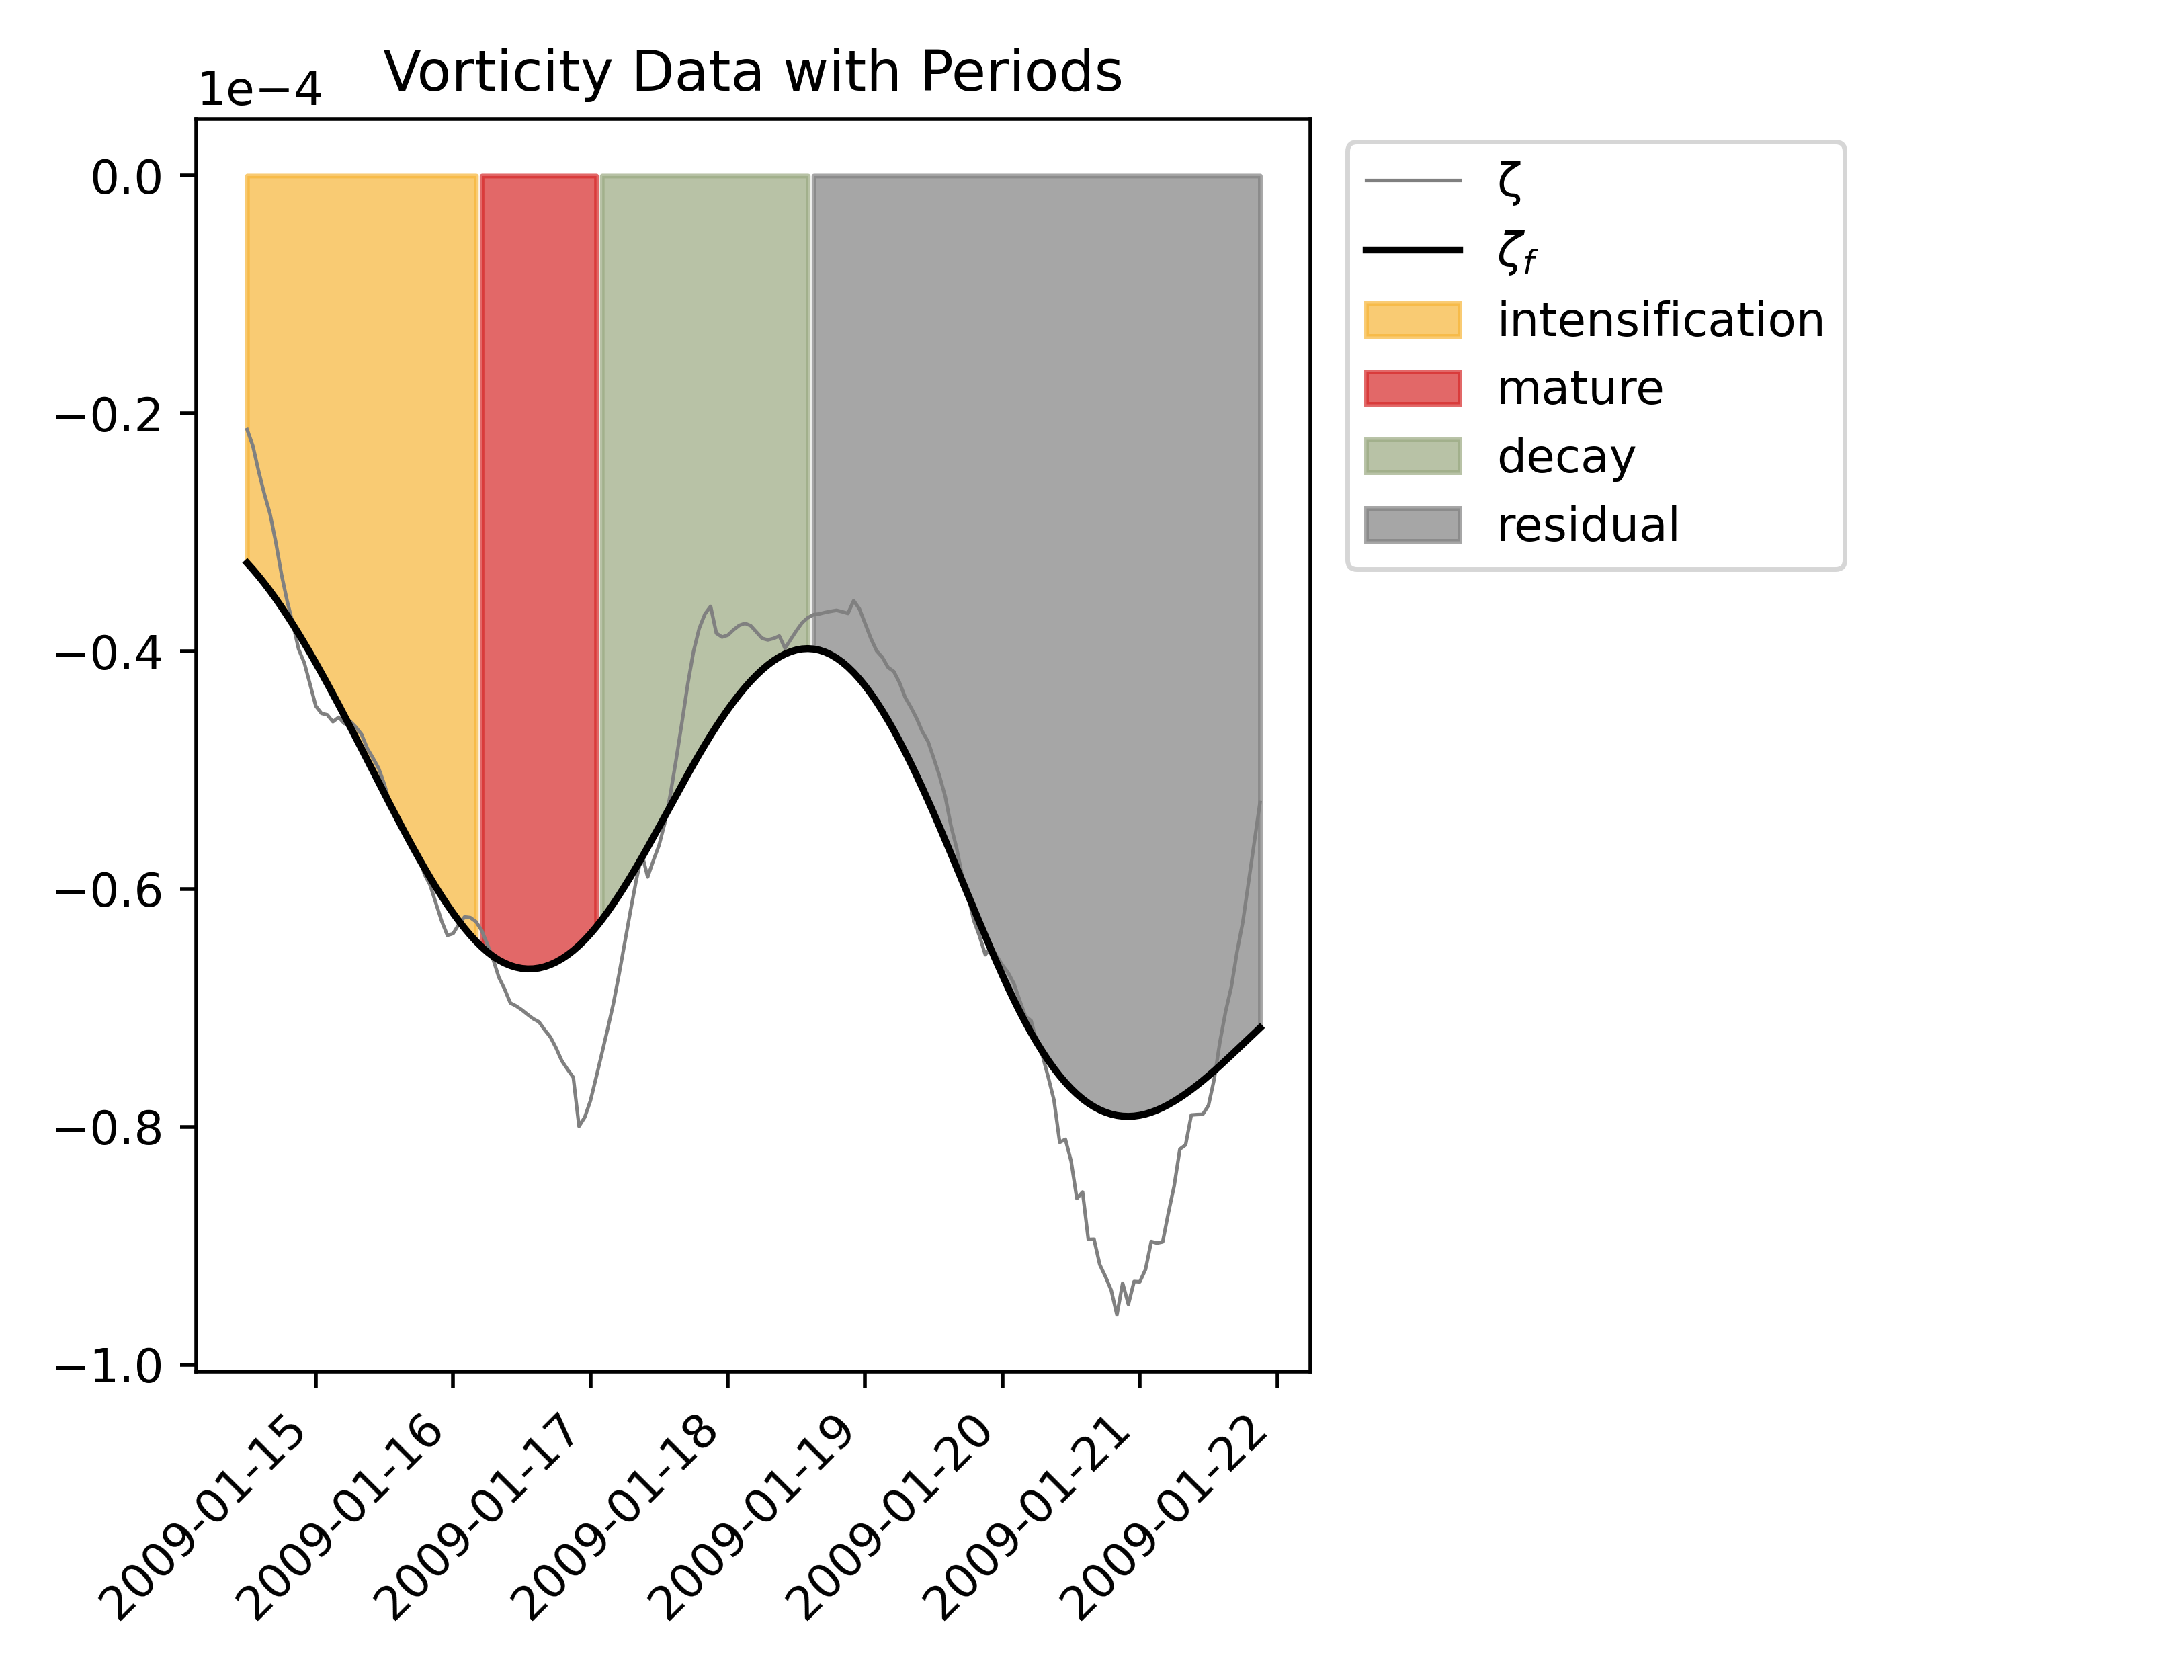 Vorticity Data with Periods
1e−4
0.0
−0.2
−0.4
−0.6
−0.8
−1.0
2009-01-15
2009-01-16
2009-01-17
2009-01-18
2009-01-19
2009-01-20
2009-01-21
2009-01-22
ζ
ζf
intensification
mature
decay
residual